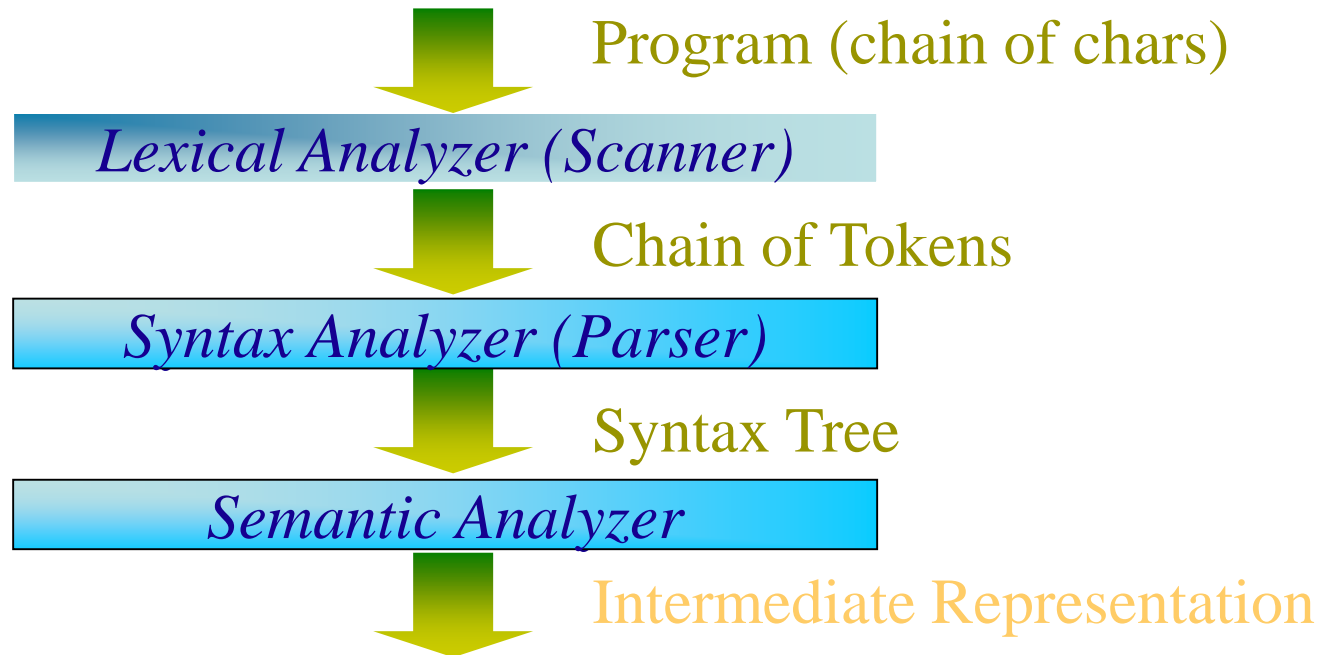 Program (chain of chars)
Lexical Analyzer (Scanner)
Chain of Tokens
Syntax Analyzer (Parser)
Syntax Tree
Semantic Analyzer
Intermediate Representation